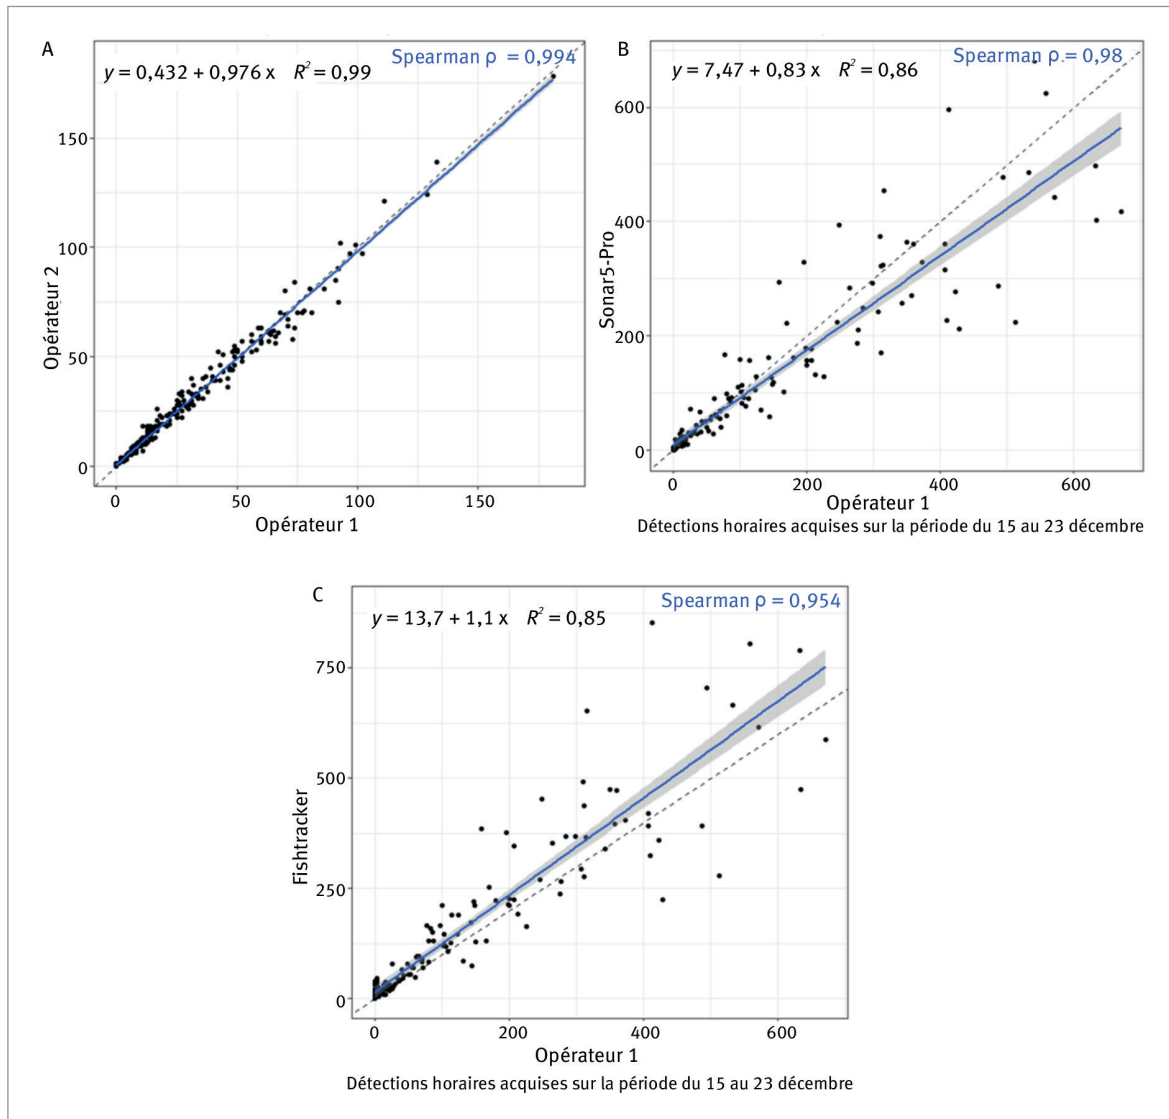 A
Spearman ρ = 0,994
y = 0,432 + 0,976 x R² = 0,99
150
100
50
0
Opérateur 2
0 50 100 150
Opérateur 1
B
Spearman ρ = 0,98
y = 7,47 + 0,83 x R² = 0,86
600
400
200
0
Sonar5-Pro
0 200 400 600
Opérateur 1
Détections horaires acquises sur la période du 15 au 23 décembre
C
Spearman ρ = 0,954
y = 13,7 + 1,1 x R² = 0,85
750
500
250
0
Fishtracker
0 200 400 600
Opérateur 1
Détections horaires acquises sur la période du 15 au 23 décembre